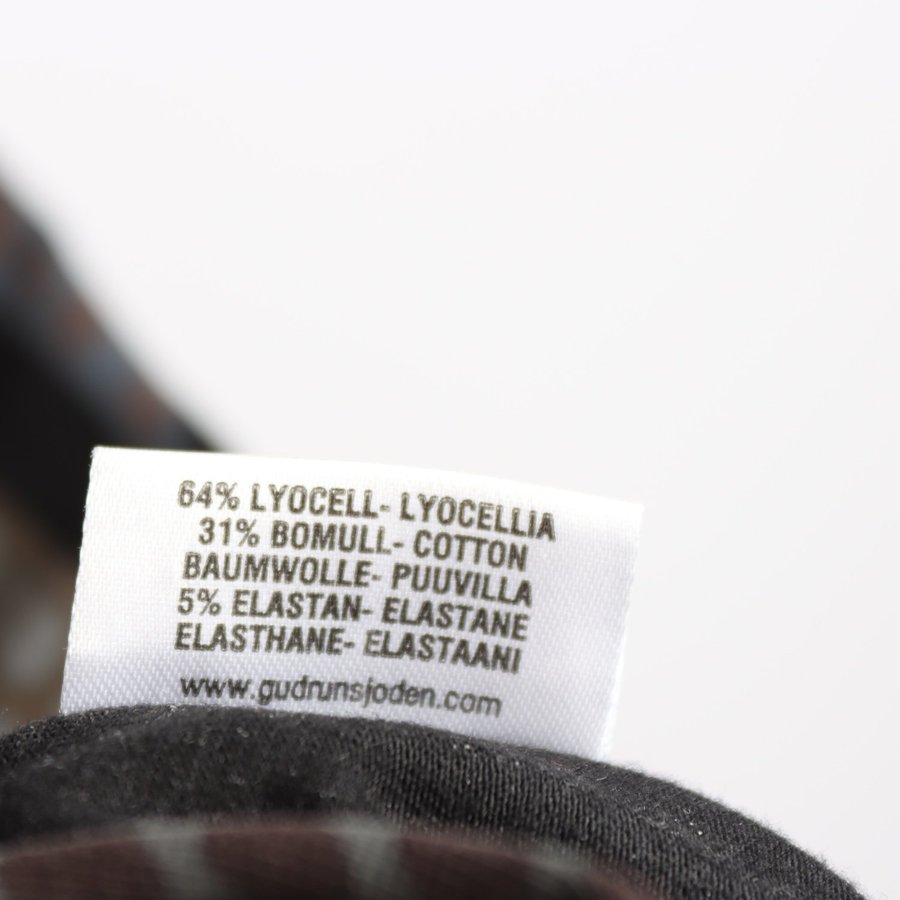 64% LYOCELL- LYOCELLIA
31% BOMULL- COTTON
BAUMWOLLE- PUUVILLA
5% ELASTAN- ELASTANE
ELASTHANE- ELASTAANI
www.gudrunsjoden.com